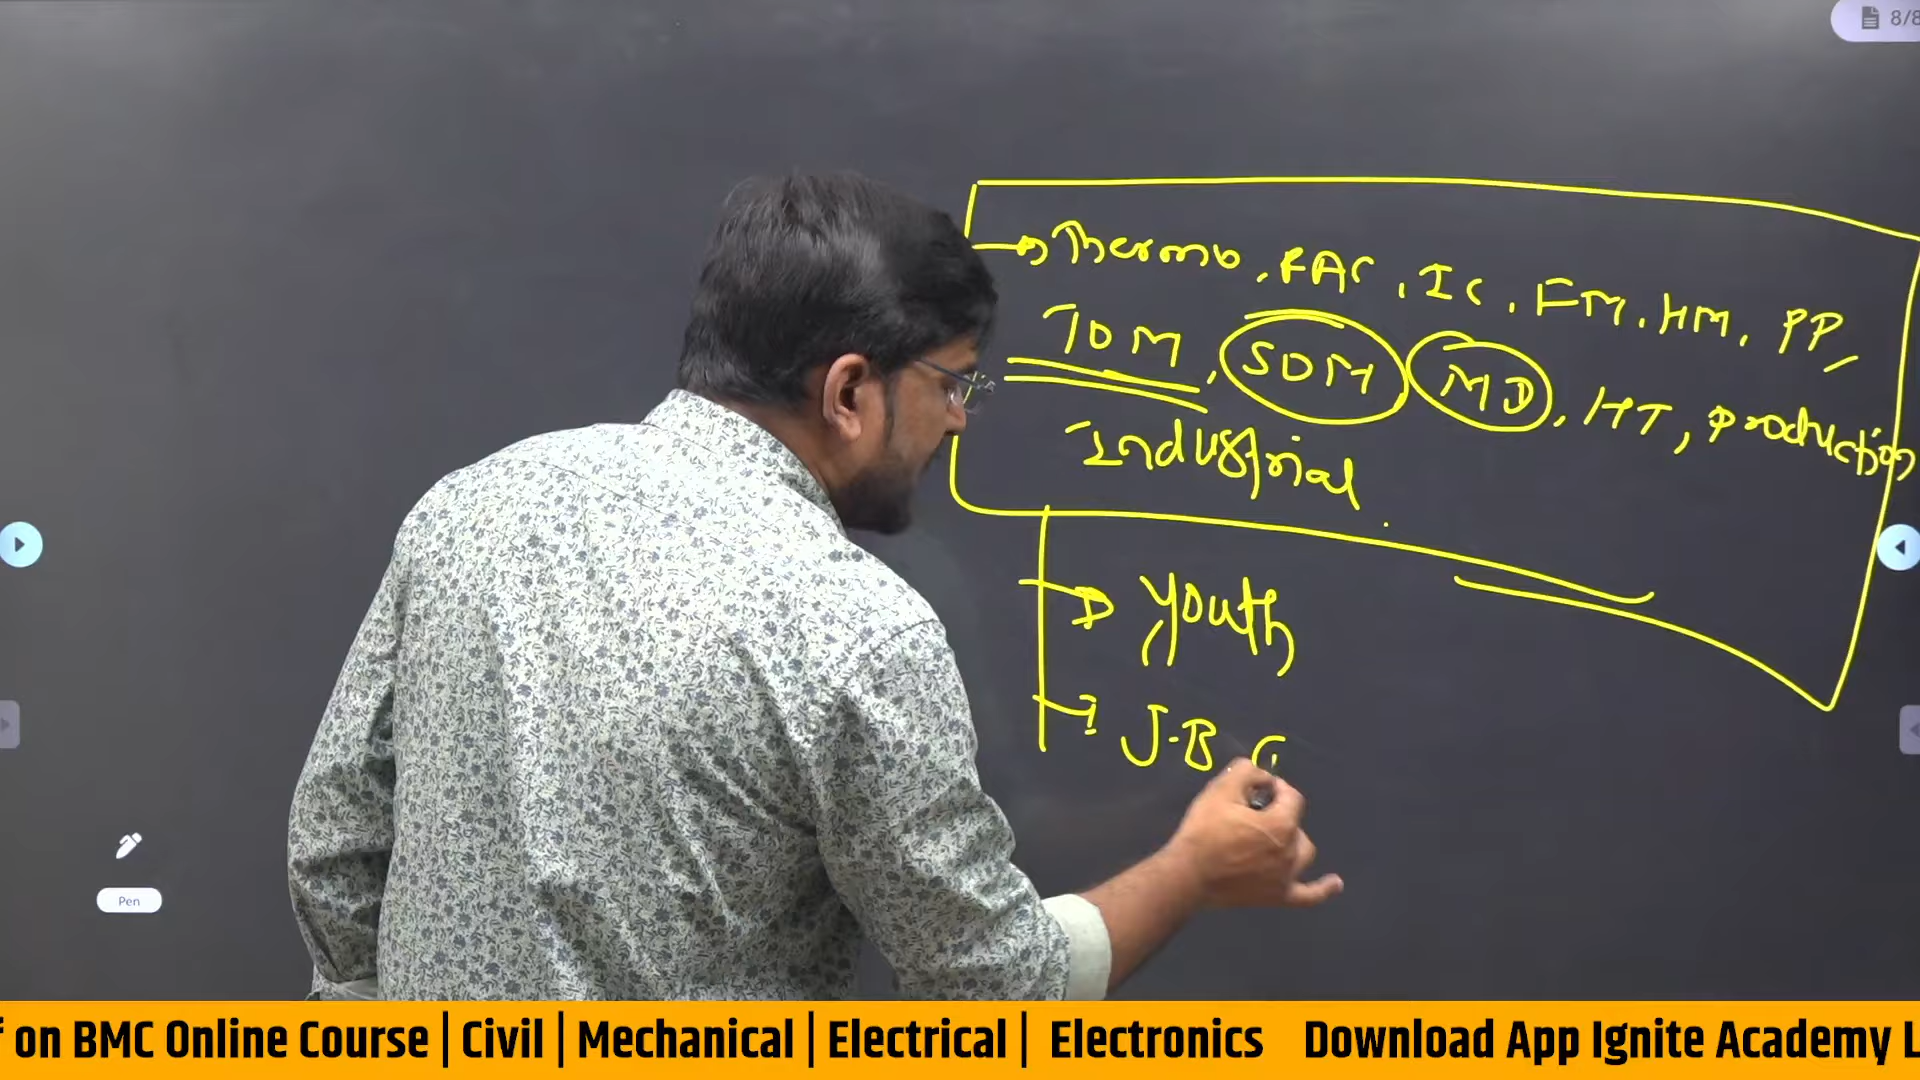 8/8
Thermo, RAC, IC, FM, HM, PP,
TOM, SOM, MD, HT, Production
Industrial
Youth
J.B. G
Pen
on BMC Online Course | Civil | Mechanical | Electrical | Electronics Download App Ignite Academy L